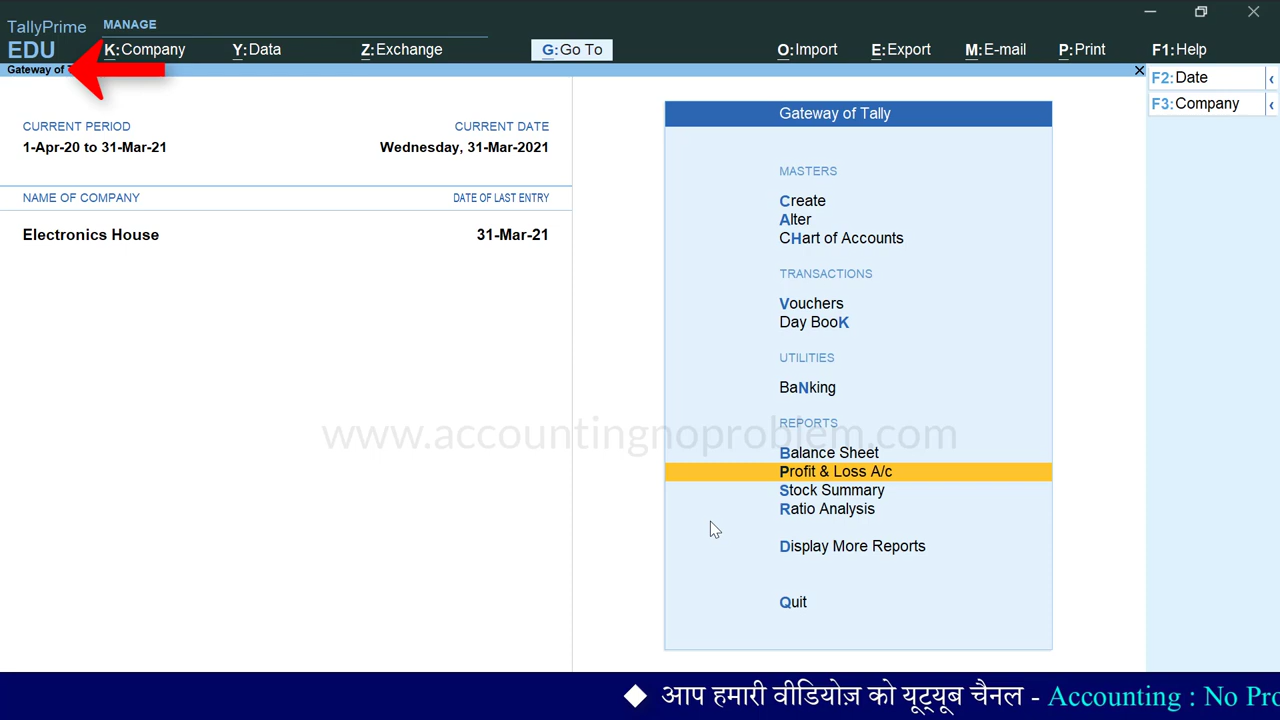 TallyPrime
EDU
MANAGE
K:Company
Y:Data
Z:Exchange
G:Go To
O:Import
E:Export
M:E-mail
P:Print
F1:Help
Gateway of
F2:Date
F3:Company
CURRENT PERIOD
1-Apr-20 to 31-Mar-21
CURRENT DATE
Wednesday, 31-Mar-2021
NAME OF COMPANY
DATE OF LAST ENTRY
Electronics House
31-Mar-21
Gateway of Tally
MASTERS
Create
Alter
CHart of Accounts
TRANSACTIONS
Vouchers
Day BooK
UTILITIES
BaNking
REPORTS
Balance Sheet
Profit & Loss A/c
Stock Summary
Ratio Analysis
Display More Reports
Quit
www.accountingnoproblem.com
◆ आप हमारी वीडियोज़ को यूट्यूब चैनल - Accounting : No